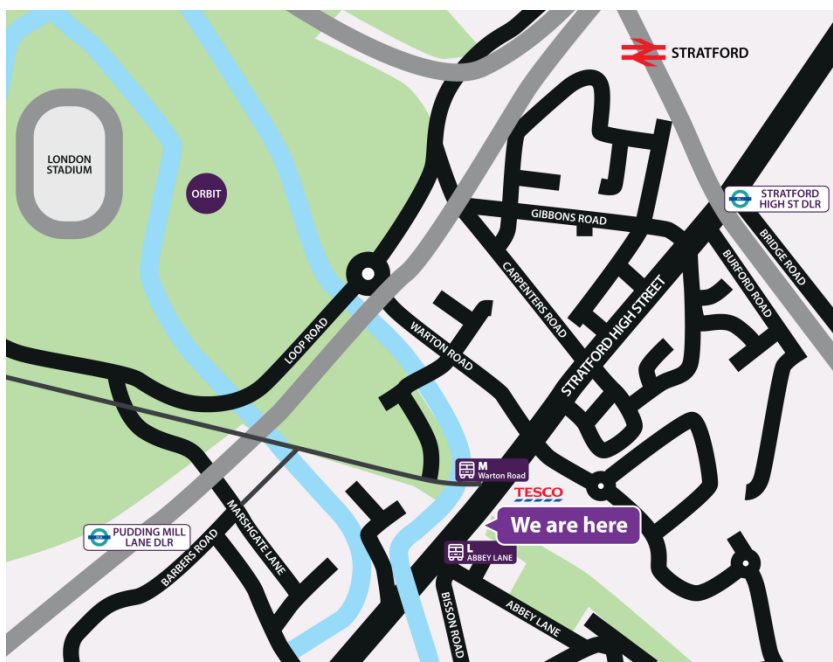 STRATFORD
LONDON
STADIUM
ORBIT
STRATFORD
HIGH ST DLR
GIBBONS ROAD
BRIDGE ROAD
BURFORD ROAD
CARPENTERS ROAD
STRATFORD HIGH STREET
LOOP ROAD
WARTON ROAD
M
Warton Road
TESCO
We are here
PUDDING MILL
LANE DLR
MARSHGATE LANE
BARBERS ROAD
L
ABBEY LANE
BISSON ROAD
ABBEY LANE